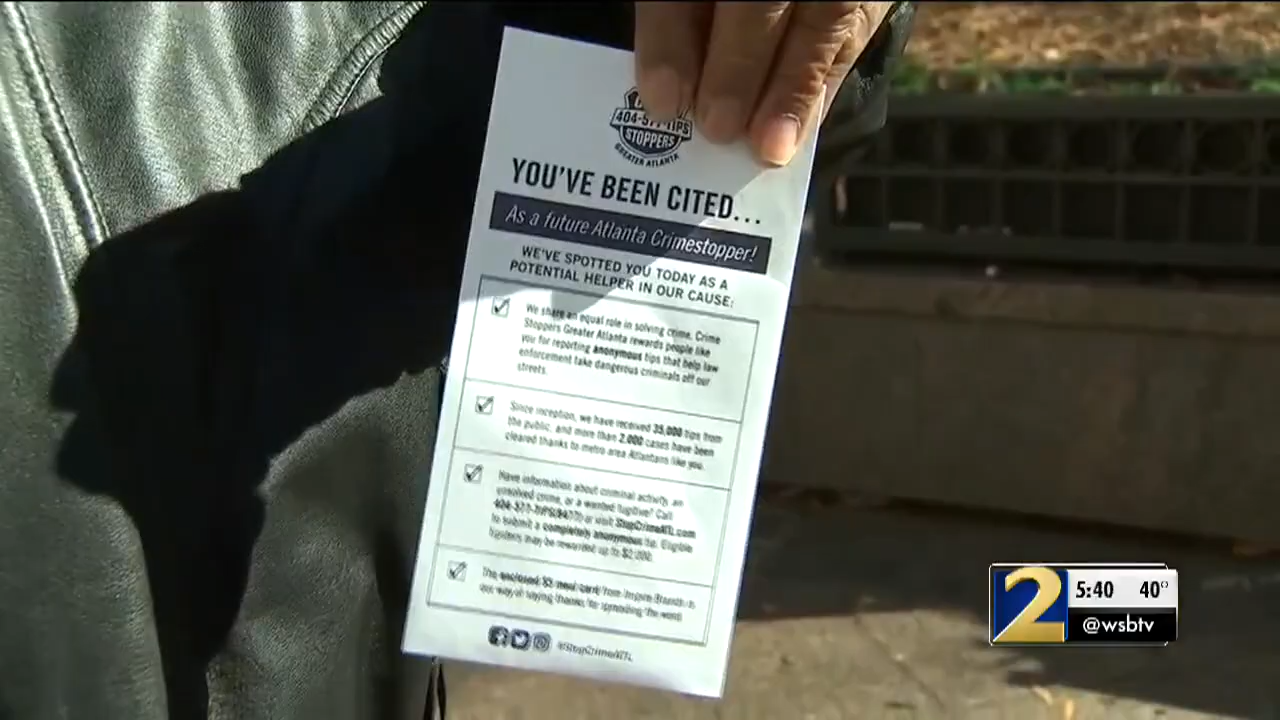 404-577-TIPS
STOPPERS
GREATER ATLANTA
YOU'VE BEEN CITED...
As a future Atlanta Crimestopper!
WE'VE SPOTTED YOU TODAY AS A
POTENTIAL HELPER IN OUR CAUSE:
We share an equal role in solving crime, Crime
Stoppers Greater Atlanta rewards people like
you for reporting anonymous tips that help law
enforcement take dangerous criminals off our
streets.
Since inception, we have received 35,000 tips from
the public, and more than 2,000 cases have been
cleared thanks to metro area Atlantans like you.
Have information about criminal activity, an
unsolved crime, or a wanted fugitive? Call
404-577-TIPS(8477) or visit StopCrimeATL.com
to submit a completely anonymous tip. Eligible
tipsters may be rewarded up to $2,000.
The enclosed $3 meal card from Inspire Brands is
our way of saying thanks for spreading the word.
@StopCrimeATL
2
5:40 40°
@wsbtv